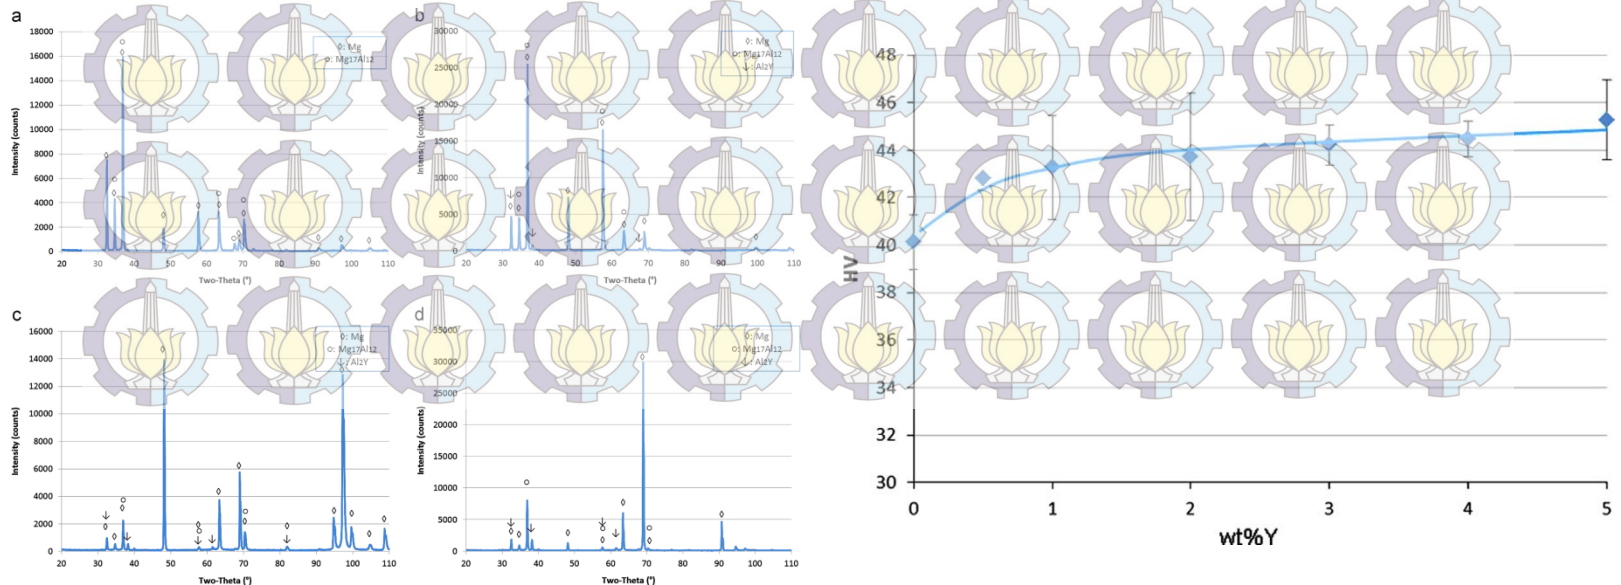 a
18000
16000
14000
12000
10000
8000
6000
4000
2000
0
Intensity (counts)
20 30 40 50 60 70 80 90 100 110
Two-Theta (°)
◊: Mg
o: Mg17Al12
b
30000
25000
20000
15000
10000
5000
0
Intensity (counts)
20 30 40 50 60 70 80 90 100 110
Two-Theta (°)
◊: Mg
o: Mg17Al12
↓: Al2Y
c
16000
14000
12000
10000
8000
6000
4000
2000
0
Intensity (counts)
20 30 40 50 60 70 80 90 100 110
Two-Theta (°)
◊: Mg
o: Mg17Al12
↓: Al2Y
d
35000
30000
25000
20000
15000
10000
5000
0
Intensity (counts)
20 30 40 50 60 70 80 90 100 110
Two-Theta (°)
◊: Mg
o: Mg17Al12
↓: Al2Y
48
46
44
42
40
38
36
34
32
30
HV
0 1 2 3 4 5
wt%Y